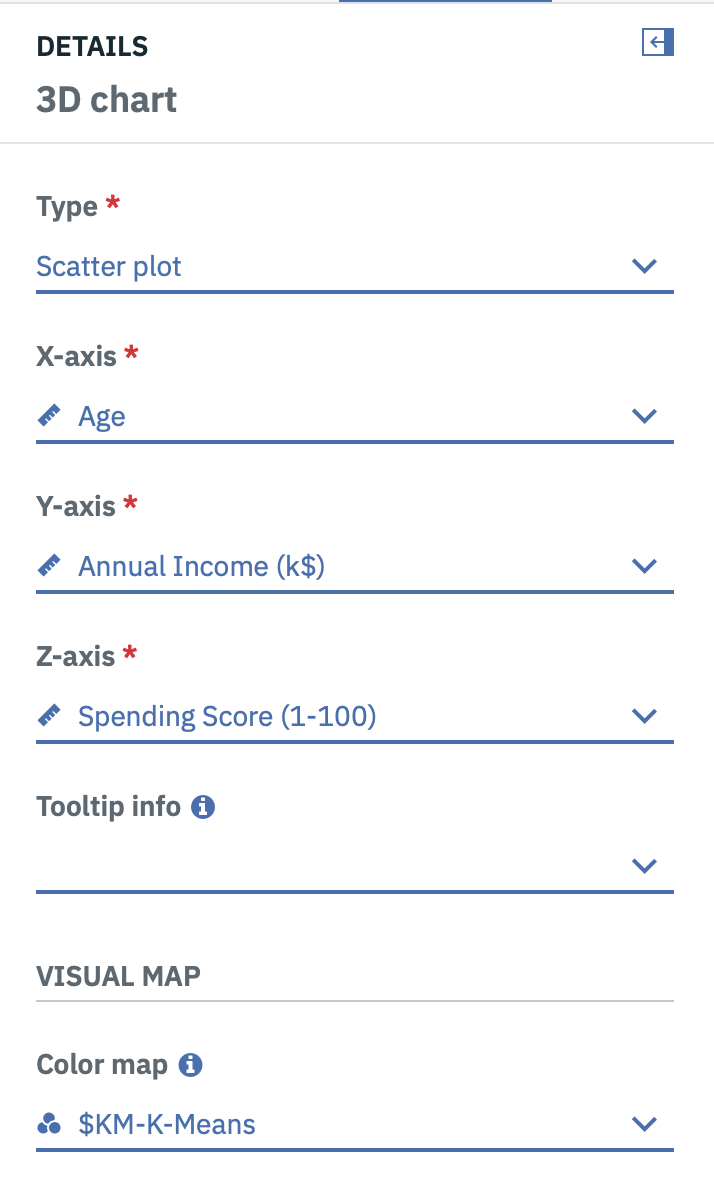 DETAILS
3D chart
Type *
Scatter plot
X-axis *
Age
Y-axis *
Annual Income (k$)
Z-axis *
Spending Score (1-100)
Tooltip info
VISUAL MAP
Color map
$KM-K-Means